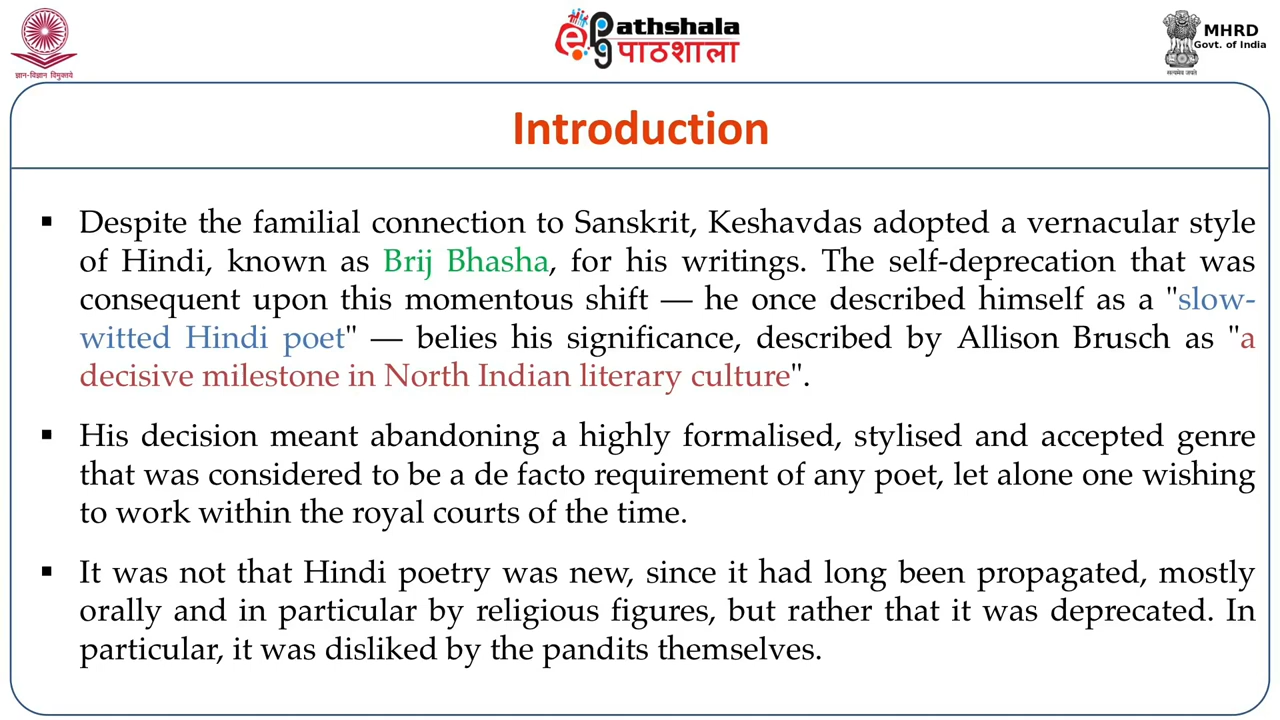 ज्ञान-विज्ञान विमुक्तये
ePathshala
पाठशाला
MHRD
Govt. of India
सत्यमेव जयते
Introduction
▪ Despite the familial connection to Sanskrit, Keshavdas adopted a vernacular style
of Hindi, known as Brij Bhasha, for his writings. The self-deprecation that was
consequent upon this momentous shift — he once described himself as a "slow-
witted Hindi poet" — belies his significance, described by Allison Brusch as "a
decisive milestone in North Indian literary culture".
▪ His decision meant abandoning a highly formalised, stylised and accepted genre
that was considered to be a de facto requirement of any poet, let alone one wishing
to work within the royal courts of the time.
▪ It was not that Hindi poetry was new, since it had long been propagated, mostly
orally and in particular by religious figures, but rather that it was deprecated. In
particular, it was disliked by the pandits themselves.